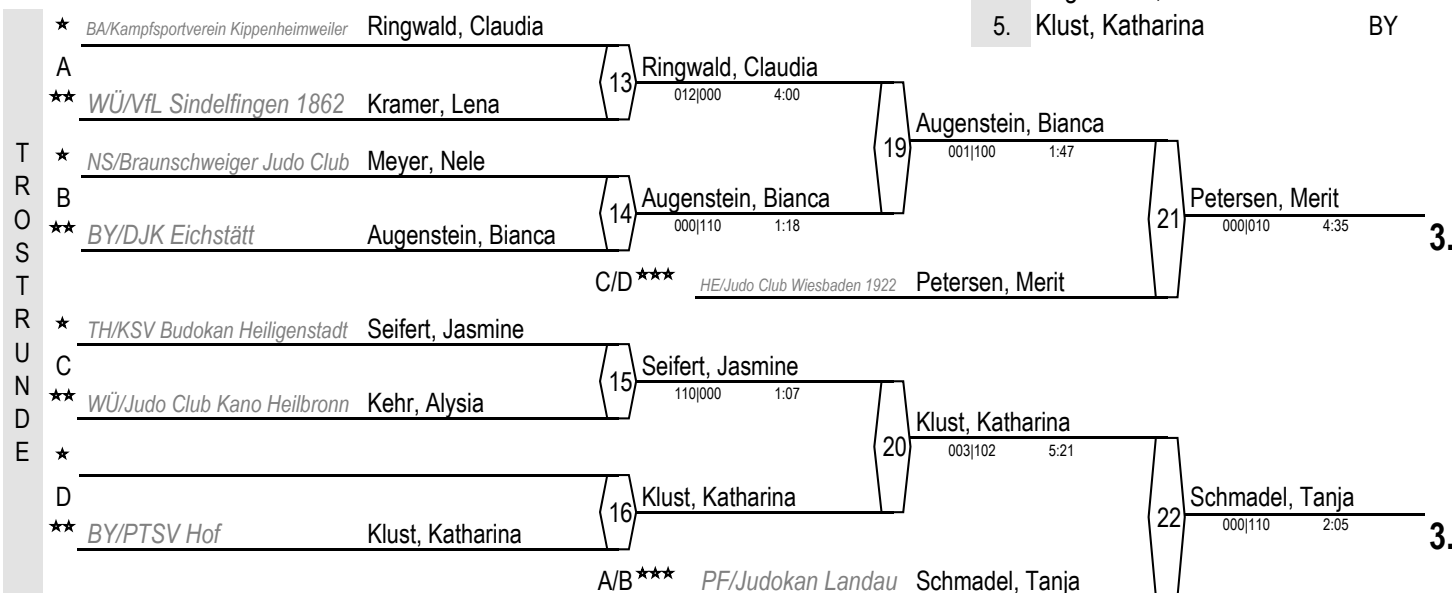 ★ BA/Kampfsportverein Kippenheimweiler Ringwald, Claudia
5. Klust, Katharina BY
A
13 Ringwald, Claudia
012|000 4:00
★★ WÜ/VfL Sindelfingen 1862 Kramer, Lena
19 Augenstein, Bianca
001|100 1:47
★ NS/Braunschweiger Judo Club Meyer, Nele
B
14 Augenstein, Bianca
000|110 1:18
21 Petersen, Merit
000|010 4:35
3.
★★ BY/DJK Eichstätt Augenstein, Bianca
C/D ★★★ HE/Judo Club Wiesbaden 1922 Petersen, Merit
TROSTRUNDE
★ TH/KSV Budokan Heiligenstadt Seifert, Jasmine
C
15 Seifert, Jasmine
110|000 1:07
★★ WÜ/Judo Club Kano Heilbronn Kehr, Alysia
20 Klust, Katharina
003|102 5:21
★
D
16 Klust, Katharina
22 Schmadel, Tanja
000|110 2:05
3.
★★ BY/PTSV Hof Klust, Katharina
A/B ★★★ PF/Judokan Landau Schmadel, Tanja